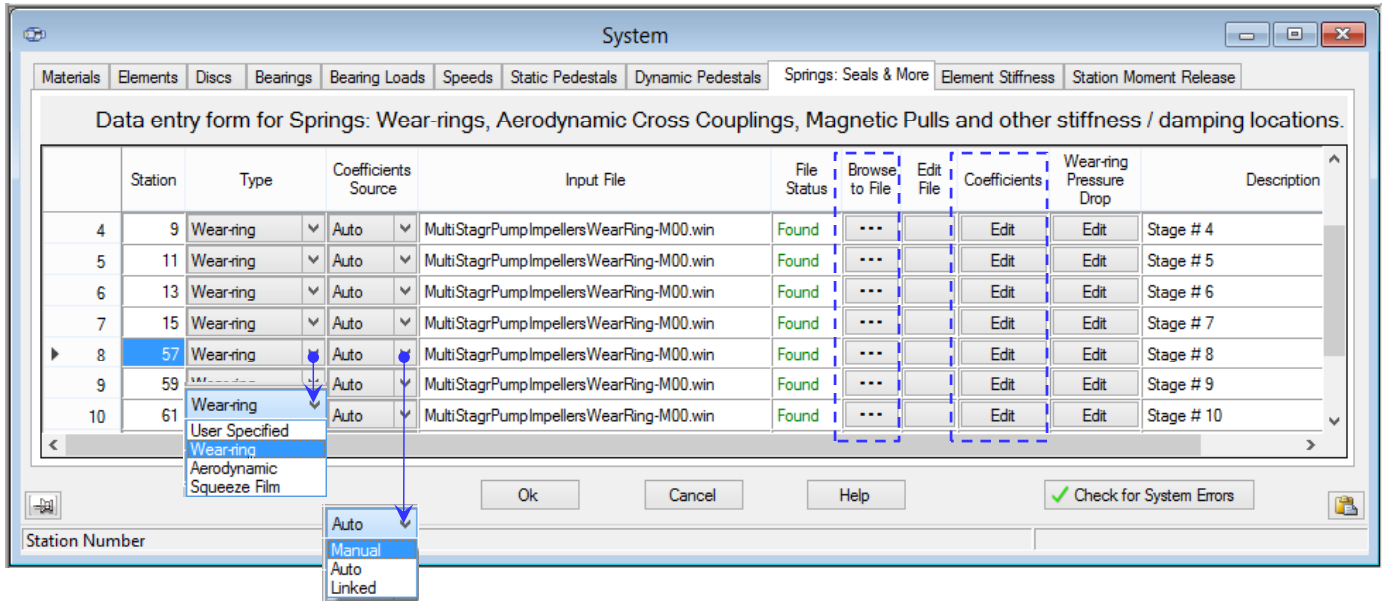 System
Materials Elements Discs Bearings Bearing Loads Speeds Static Pedestals Dynamic Pedestals Springs: Seals & More Element Stiffness Station Moment Release
Data entry form for Springs: Wear-rings, Aerodynamic Cross Couplings, Magnetic Pulls and other stiffness / damping locations.
Station Type Coefficients Source Input File File Status Browse to File Edit File Coefficients Wear-ring Pressure Drop Description
4 9 Wear-ring Auto MultiStagrPumpImpellersWearRing-M00.win Found ... Edit Edit Stage # 4
5 11 Wear-ring Auto MultiStagrPumpImpellersWearRing-M00.win Found ... Edit Edit Stage # 5
6 13 Wear-ring Auto MultiStagrPumpImpellersWearRing-M00.win Found ... Edit Edit Stage # 6
7 15 Wear-ring Auto MultiStagrPumpImpellersWearRing-M00.win Found ... Edit Edit Stage # 7
8 57 Wear-ring Auto MultiStagrPumpImpellersWearRing-M00.win Found ... Edit Edit Stage # 8
9 59 Auto MultiStagrPumpImpellersWearRing-M00.win Found ... Edit Edit Stage # 9
10 61 Auto MultiStagrPumpImpellersWearRing-M00.win Found ... Edit Edit Stage # 10
Wear-ring
User Specified
Wear-ring
Aerodynamic
Squeeze Film
Ok Cancel Help Check for System Errors
Auto
Manual
Auto
Linked
Station Number